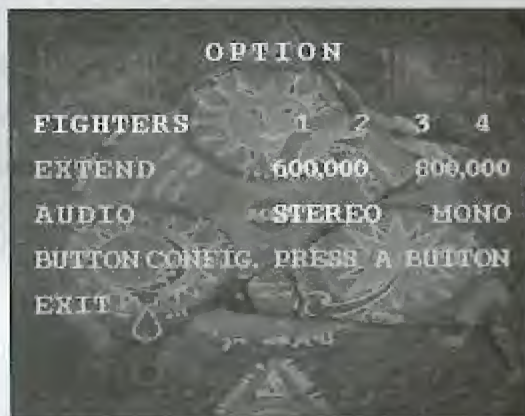 OPTION
FIGHTERS 1 2 3 4
EXTEND 600,000 800,000
AUDIO STEREO MONO
BUTTON CONFIG. PRESS A BUTTON
EXIT